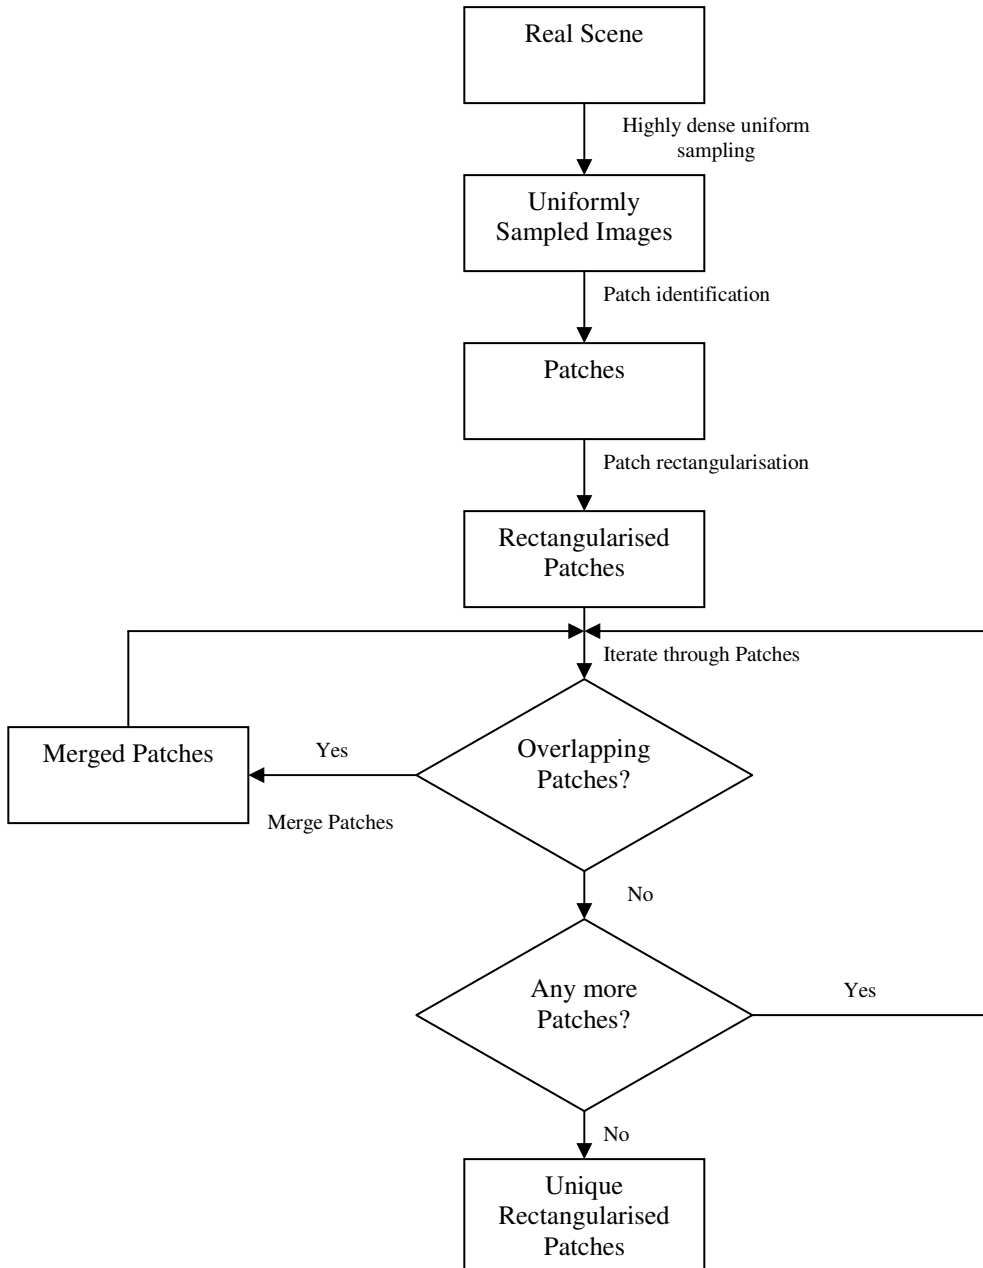 Real Scene
Highly dense uniform
sampling
Uniformly
Sampled Images
Patch identification
Patches
Patch rectangularisation
Rectangularised
Patches
Iterate through Patches
Merged Patches
Yes
Overlapping
Patches?
Merge Patches
No
Any more
Patches?
Yes
No
Unique
Rectangularised
Patches